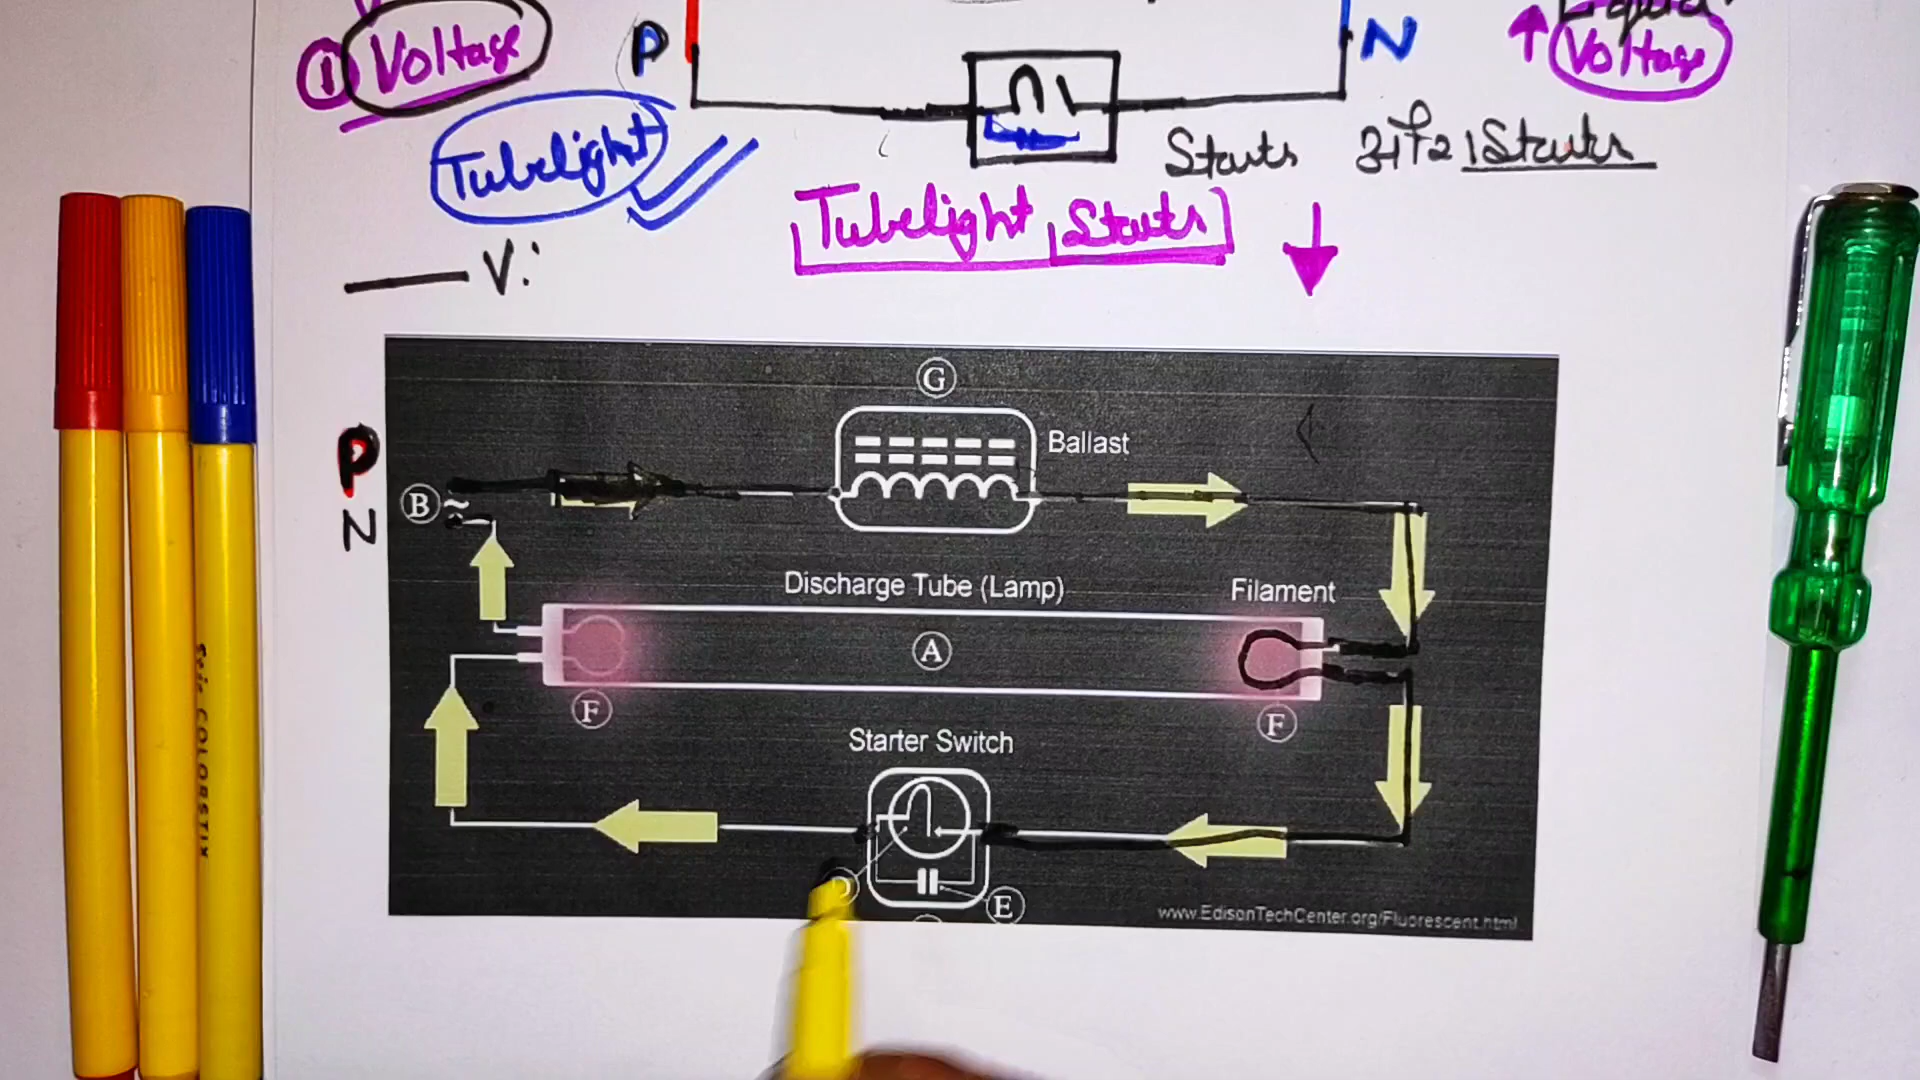 ① Voltage
P
N
Voltage
Tubelight
Starts
Starts
Tubelight Starts
V:
G
Ballast
P
B ~
N
Discharge Tube (Lamp)
Filament
A
F
F
Starter Switch
E
www.EdisonTechCenter.org/Fluorescent.html
COLORSTIX